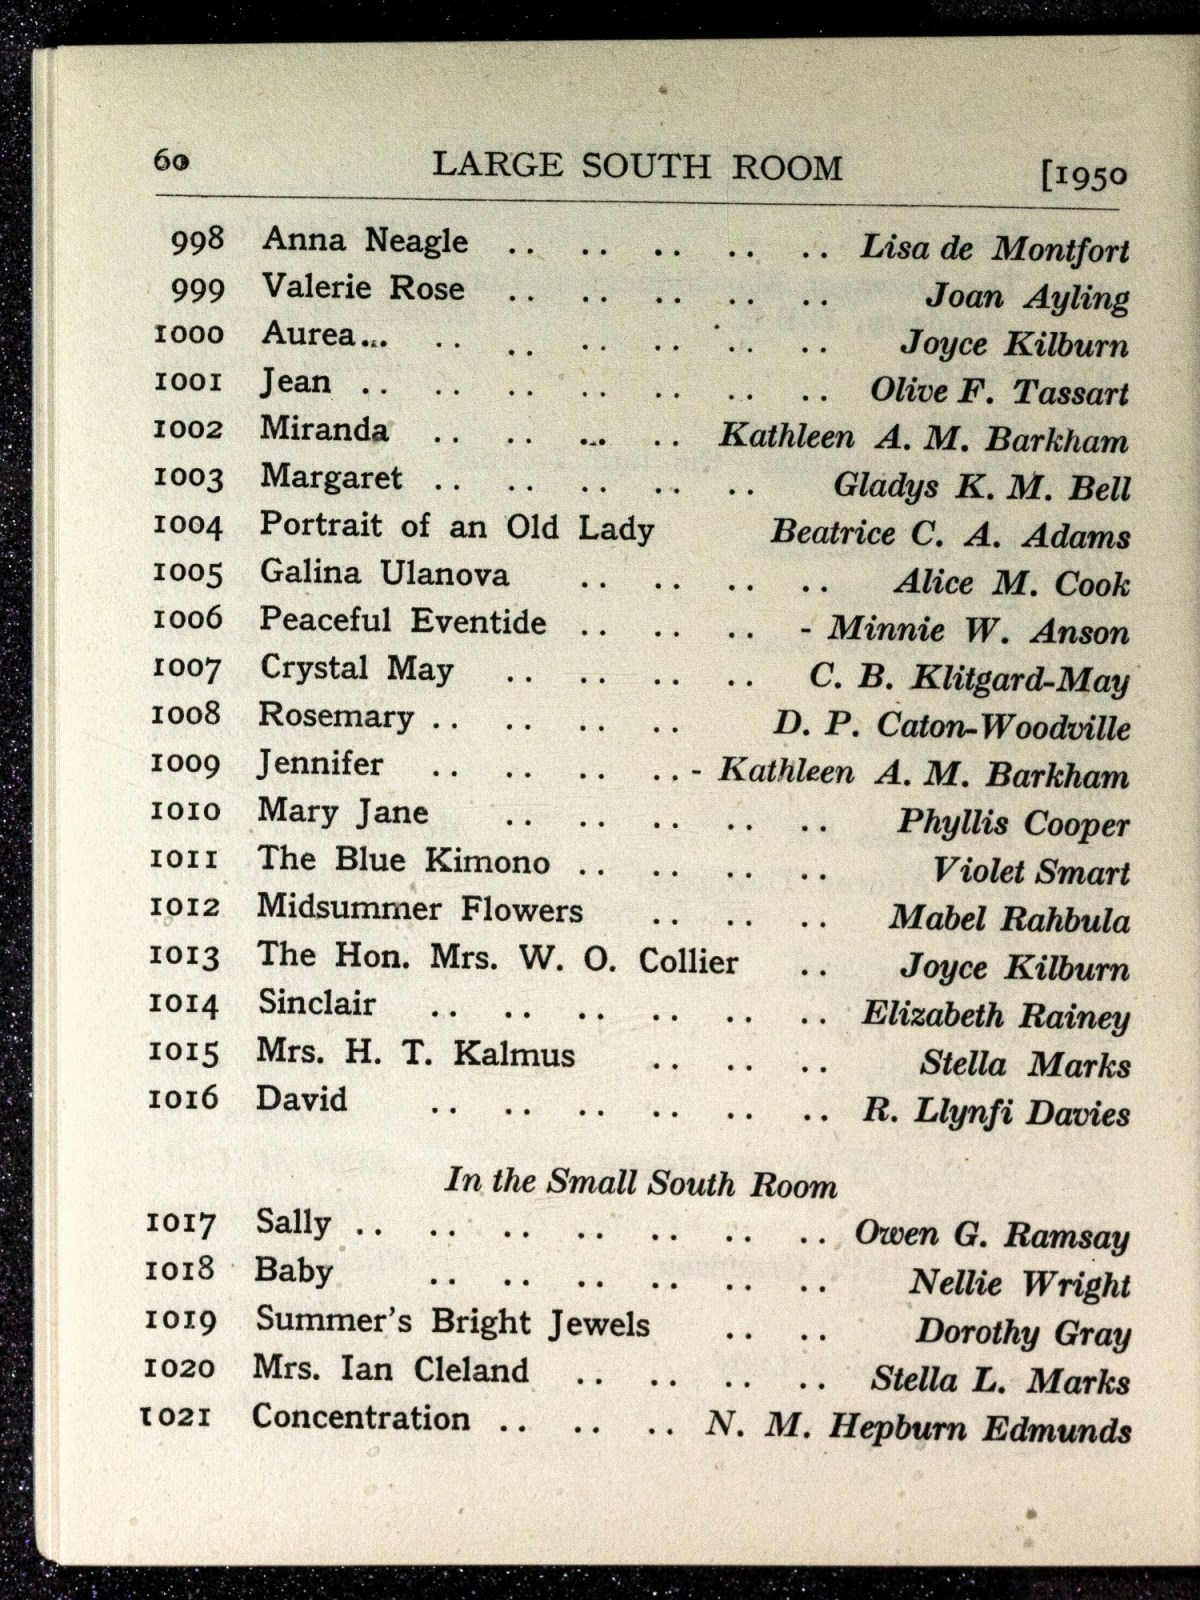 60 LARGE SOUTH ROOM [1950
998 Anna Neagle .. .. .. .. .. Lisa de Montfort
999 Valerie Rose .. .. .. .. .. Joan Ayling
1000 Aurea... .. .. .. .. .. .. Joyce Kilburn
1001 Jean .. .. .. .. .. .. .. Olive F. Tassart
1002 Miranda .. .. ... .. Kathleen A. M. Barkham
1003 Margaret .. .. .. .. .. Gladys K. M. Bell
1004 Portrait of an Old Lady Beatrice C. A. Adams
1005 Galina Ulanova .. .. .. .. Alice M. Cook
1006 Peaceful Eventide .. .. .. - Minnie W. Anson
1007 Crystal May .. .. .. .. C. B. Klitgard-May
1008 Rosemary .. .. .. .. D. P. Caton-Woodville
1009 Jennifer .. .. .. .. - Kathleen A. M. Barkham
1010 Mary Jane .. .. .. .. .. Phyllis Cooper
1011 The Blue Kimono .. .. .. .. Violet Smart
1012 Midsummer Flowers .. .. .. Mabel Rahbula
1013 The Hon. Mrs. W. O. Collier .. Joyce Kilburn
1014 Sinclair .. .. .. .. .. .. Elizabeth Rainey
1015 Mrs. H. T. Kalmus .. .. .. Stella Marks
1016 David .. .. .. .. .. .. R. Llynfi Davies
In the Small South Room
1017 Sally .. .. .. .. .. .. .. Owen G. Ramsay
1018 Baby .. .. .. .. .. .. Nellie Wright
1019 Summer's Bright Jewels .. .. Dorothy Gray
1020 Mrs. Ian Cleland .. .. .. .. Stella L. Marks
1021 Concentration .. .. .. N. M. Hepburn Edmunds